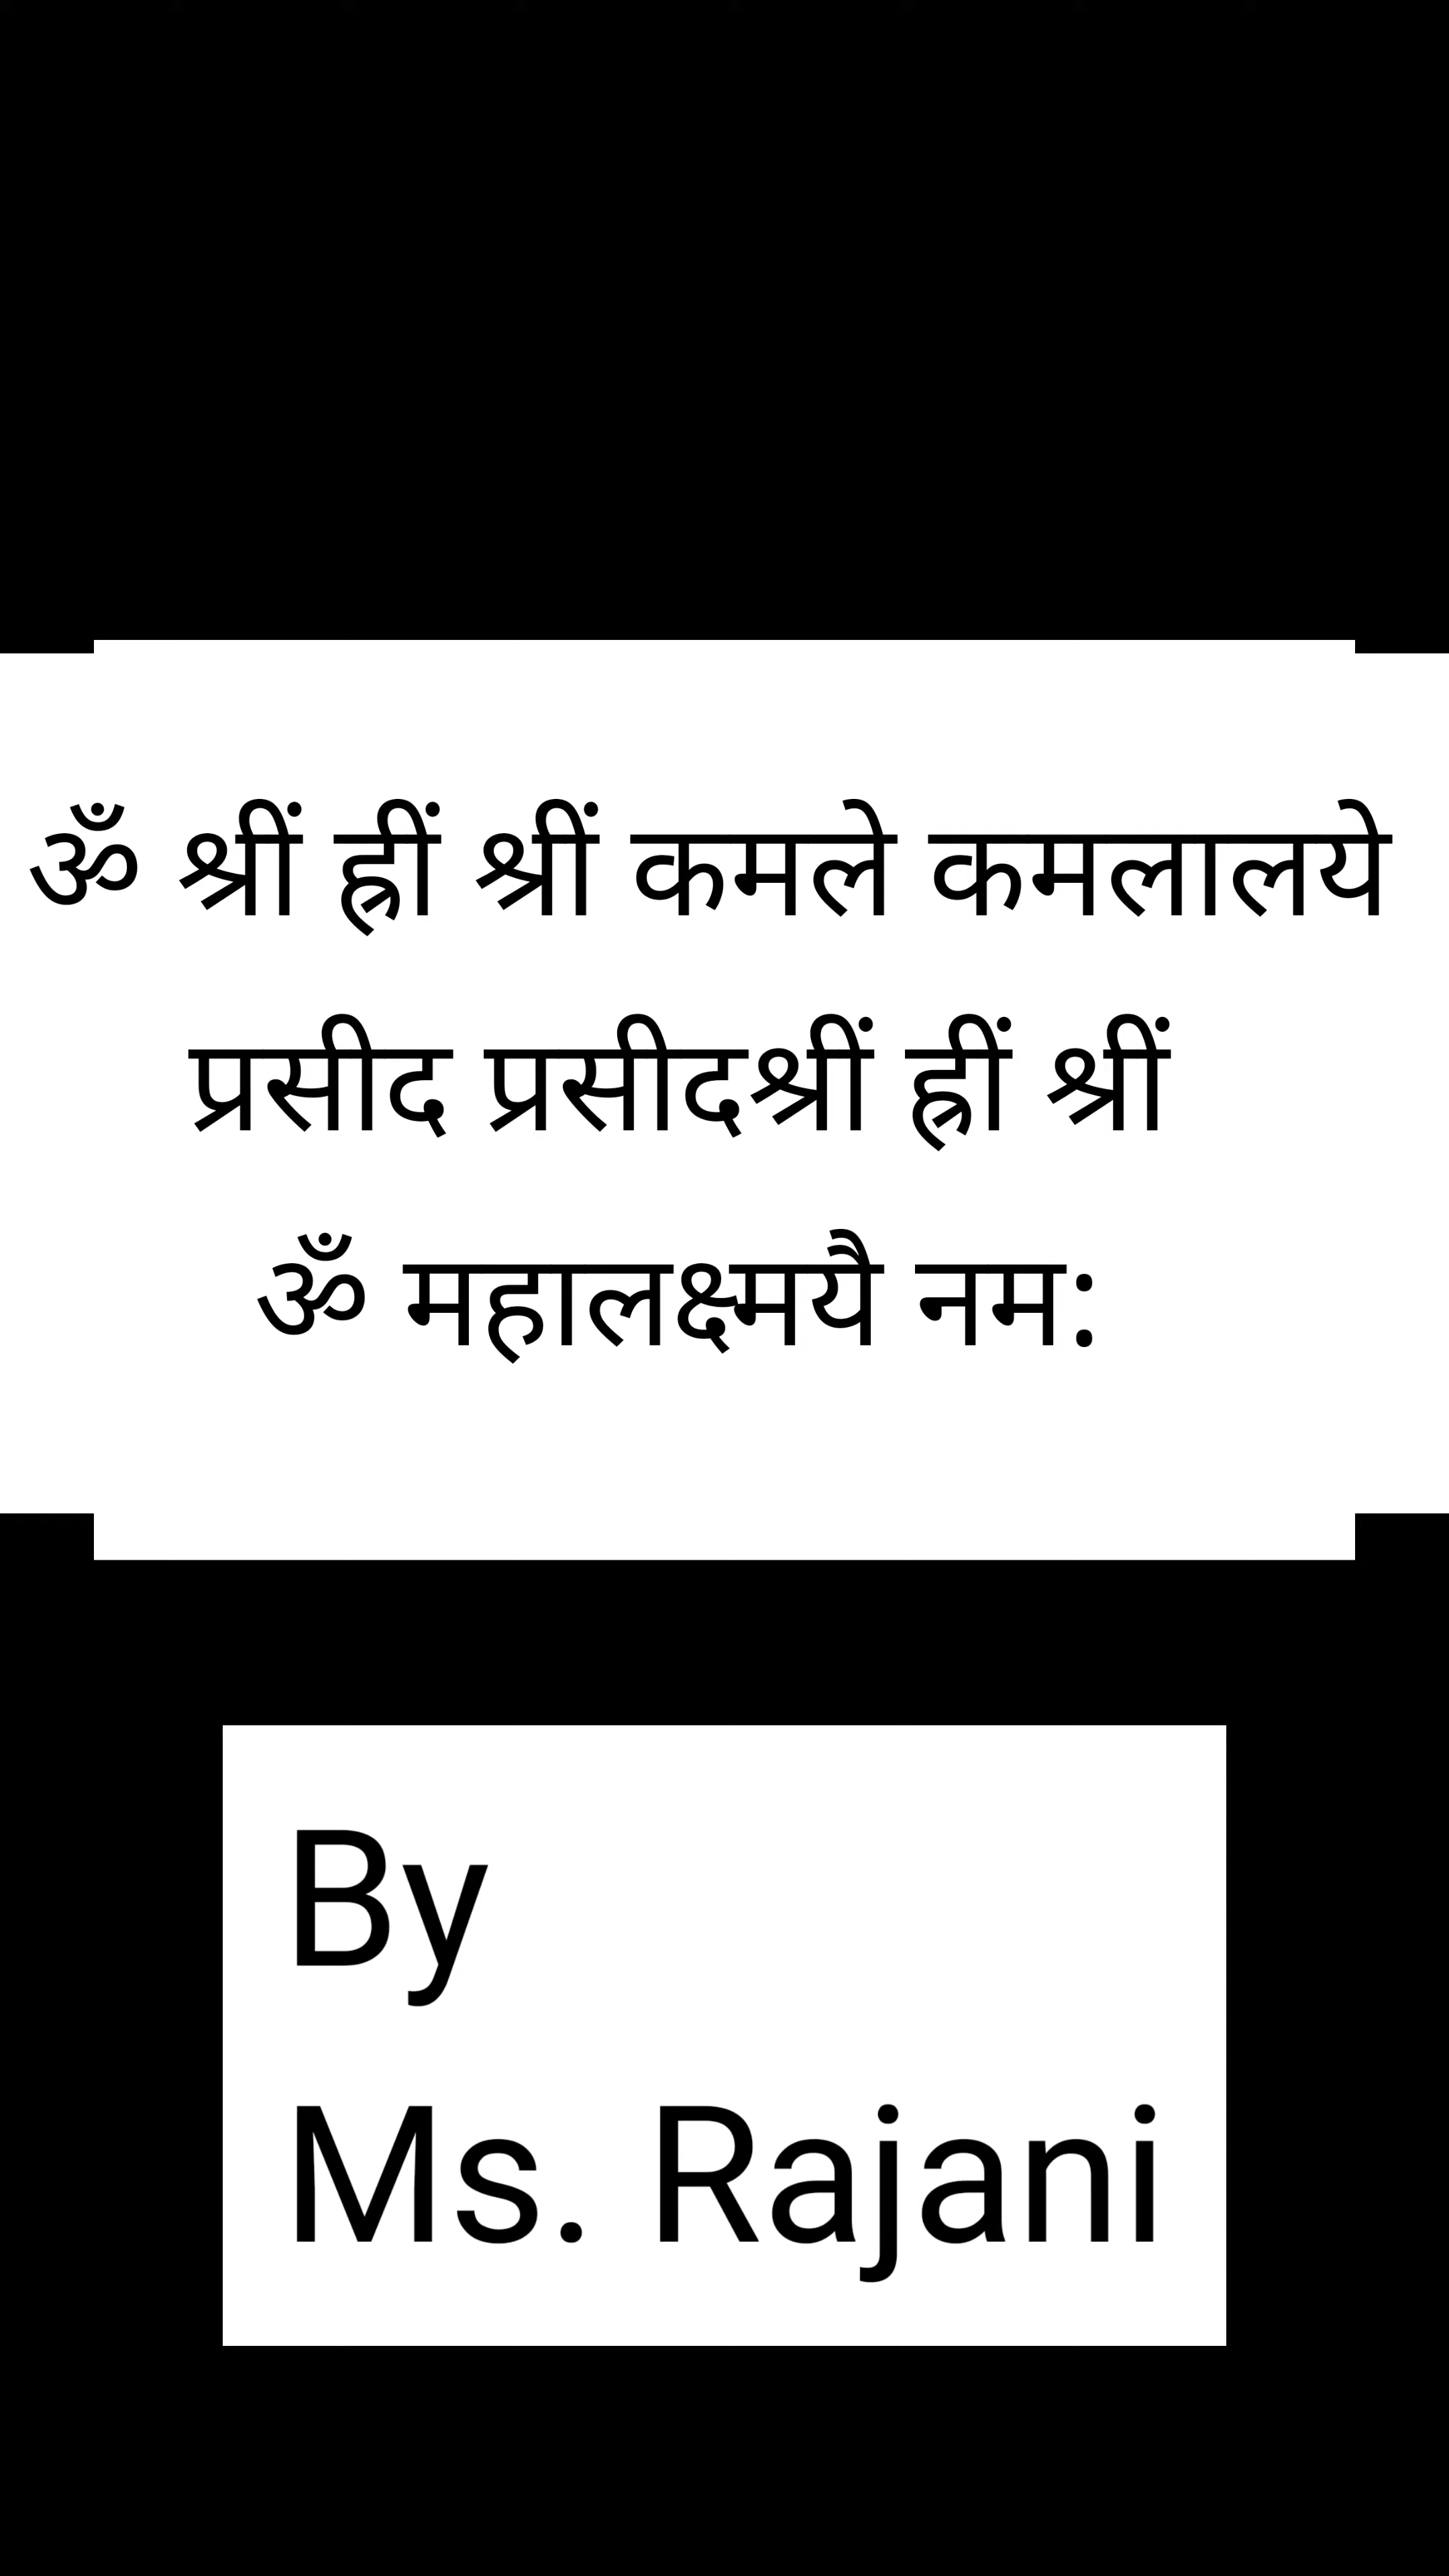 ॐ श्रीं ह्रीं श्रीं कमले कमलालये
प्रसीद प्रसीदश्रीं ह्रीं श्रीं
ॐ महालक्ष्मयै नम:
By
Ms. Rajani